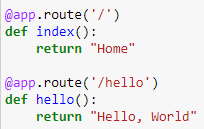 @app.route('/')
def index():
    return "Home"

@app.route('/hello')
def hello():
    return "Hello, World"